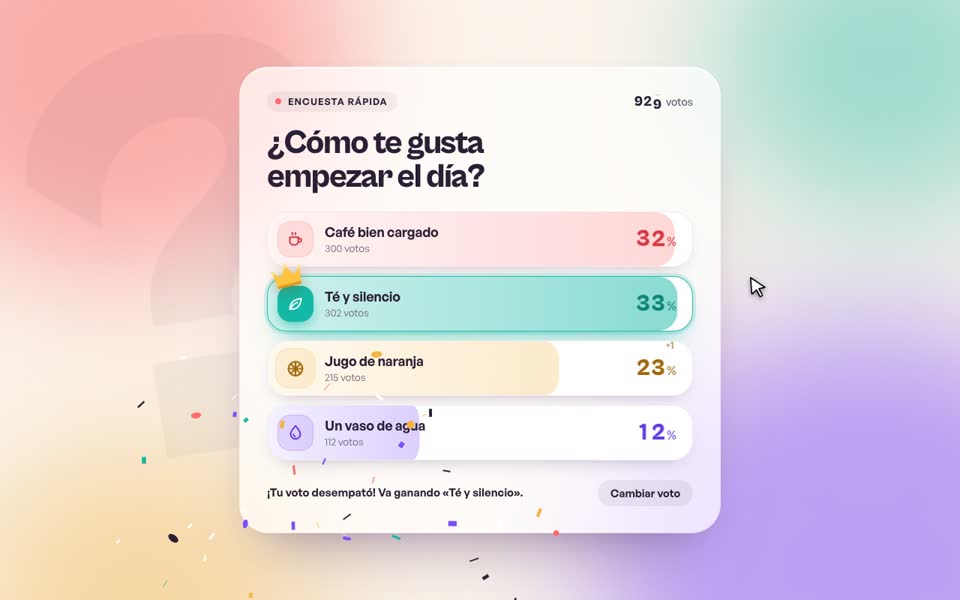 ENCUESTA RÁPIDA
929 votos
¿Cómo te gusta
empezar el día?
Café bien cargado
300 votos
32%
Té y silencio
302 votos
33%
Jugo de naranja
215 votos
+1
23%
Un vaso de agua
112 votos
12%
¡Tu voto desempató! Va ganando «Té y silencio».
Cambiar voto
?